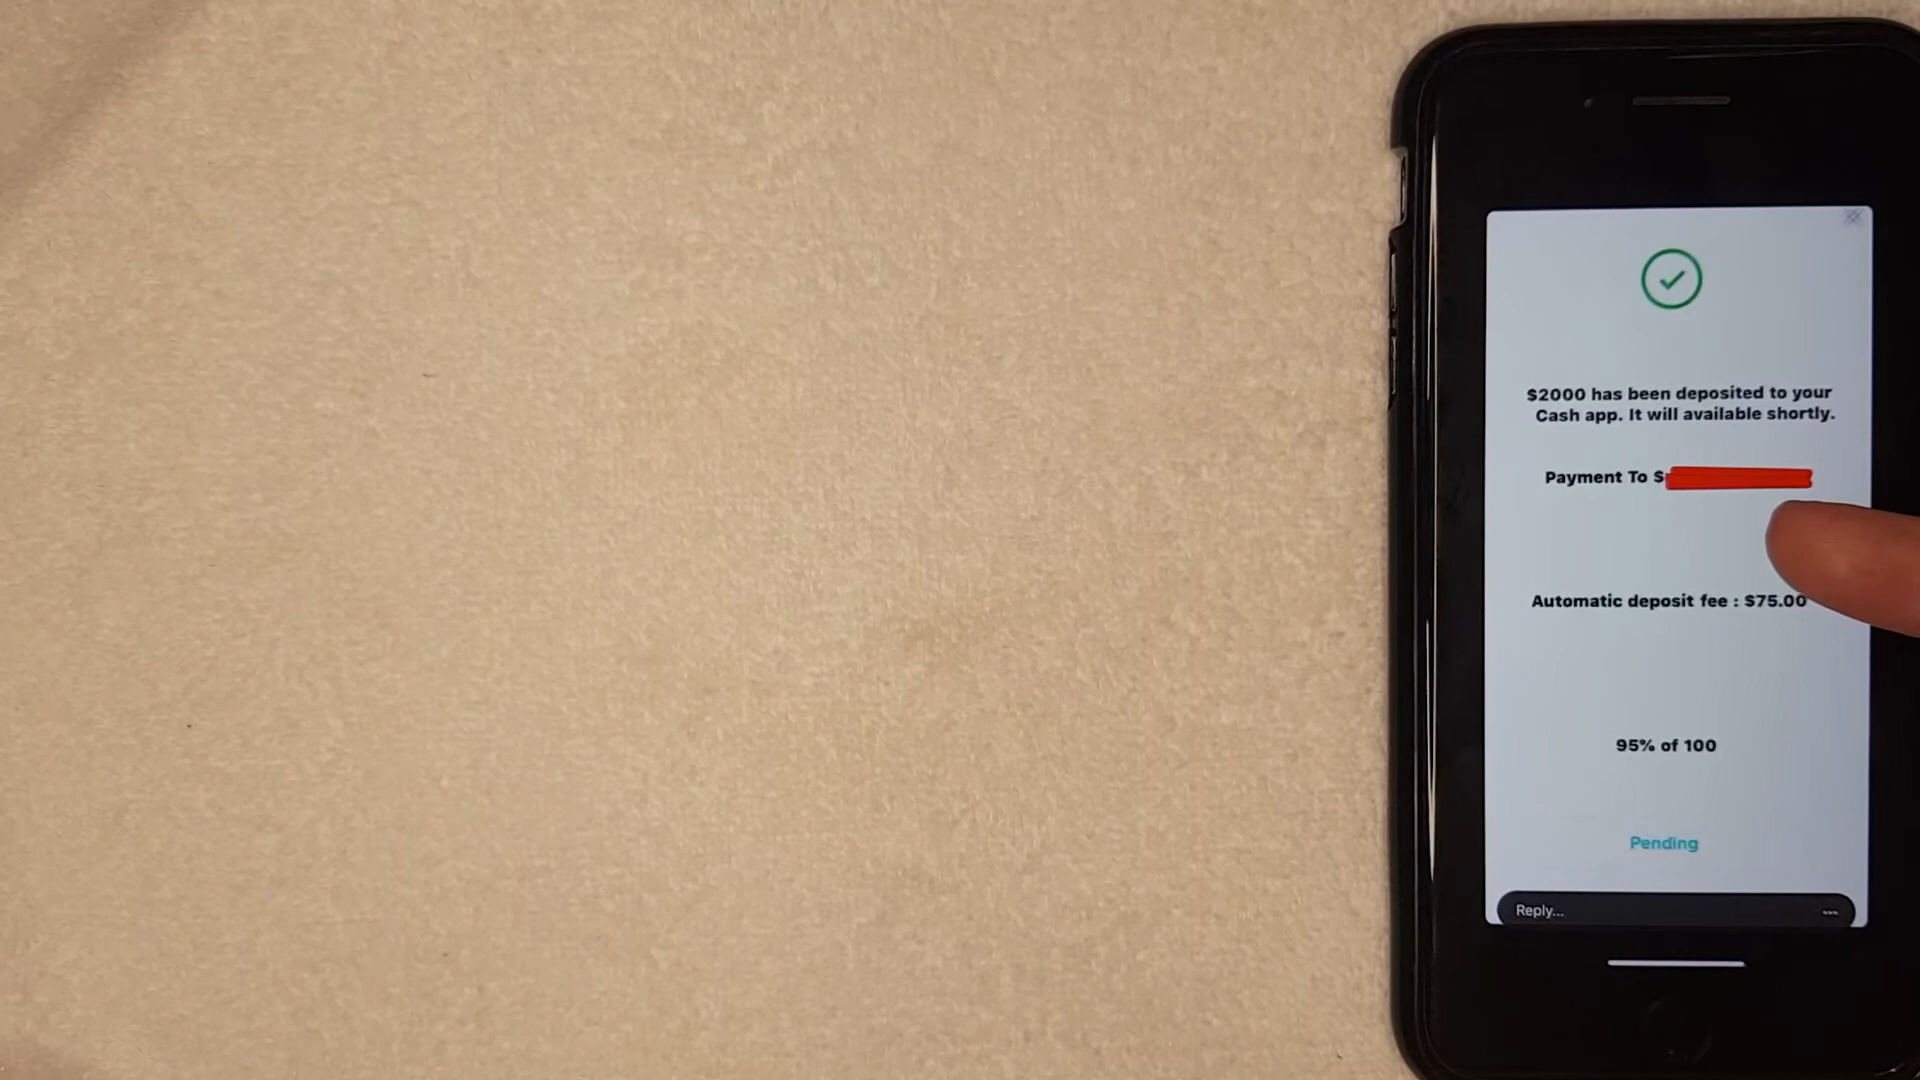 $2000 has been deposited to your
Cash app. It will available shortly.
Payment To $
Automatic deposit fee : $75.00
95% of 100
Pending
Reply...